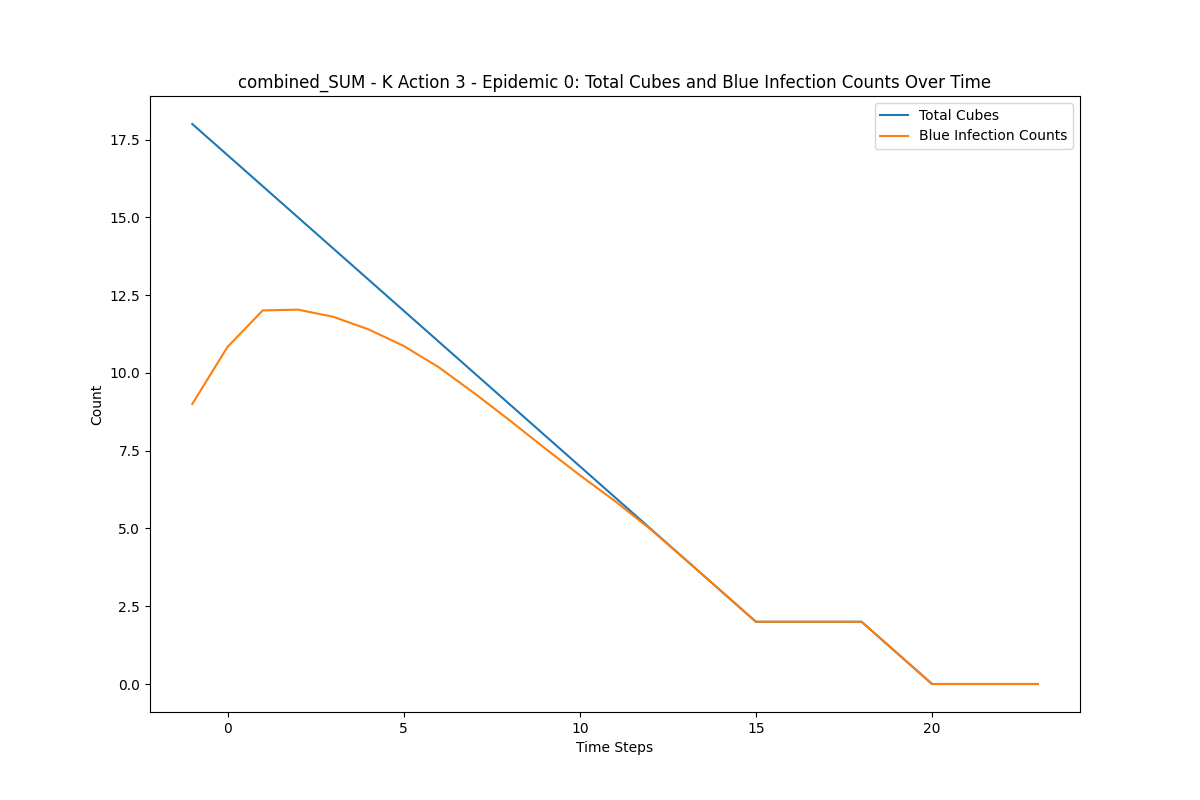 combined_SUM - K Action 3 - Epidemic 0: Total Cubes and Blue Infection Counts Over Time
Total Cubes
Blue Infection Counts
17.5
15.0
12.5
10.0
7.5
5.0
2.5
0.0
Count
0 5 10 15 20
Time Steps